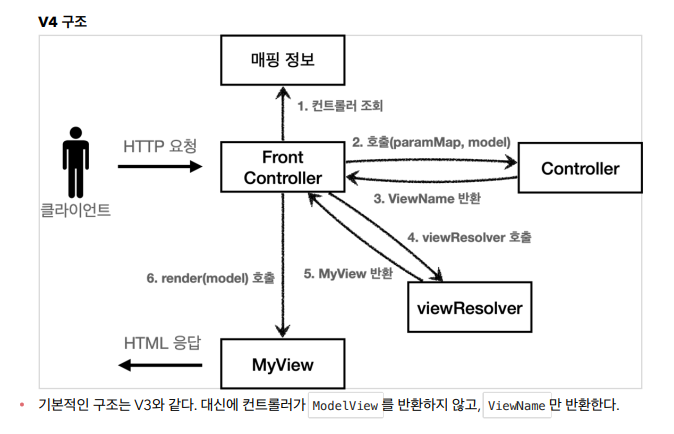 V4 구조
매핑 정보
1. 컨트롤러 조회
HTTP 요청
2. 호출(paramMap, model)
Front
Controller
Controller
클라이언트
3. ViewName 반환
4. viewResolver 호출
5. MyView 반환
6. render(model) 호출
viewResolver
HTML 응답
MyView
기본적인 구조는 V3와 같다. 대신에 컨트롤러가 ModelView 를 반환하지 않고, ViewName 만 반환한다.